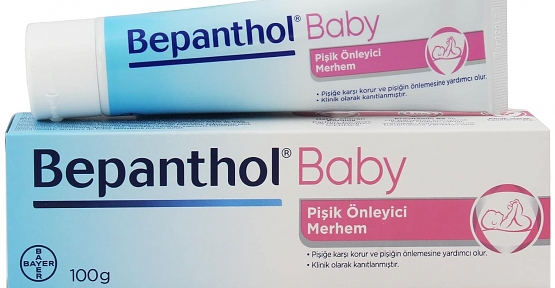 Bepanthol® Baby
Pişik Önleyici
Merhem
• Pişiğe karşı korur ve pişiğin önlemesine yardımcı olur.
• Klinik olarak kanıtlanmıştır.
Bepanthol® Baby
Pişik Önleyici
Merhem
• Pişiğe karşı korur ve pişiğin önlemesine yardımcı olur.
• Klinik olarak kanıtlanmıştır.
BAYER
BAYER
100g